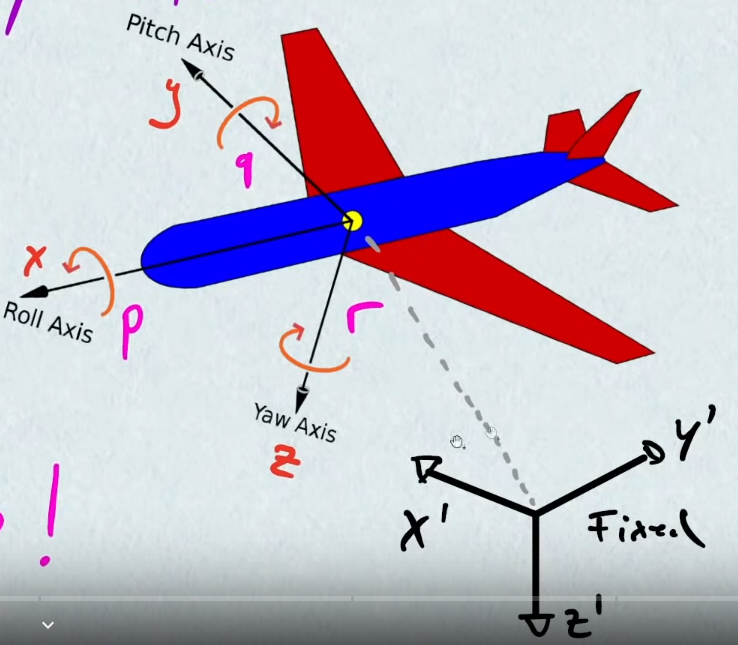 Pitch Axis
y
q
x
Roll Axis
p
r
Yaw Axis
z
y'
x'
Fixed
z'
!